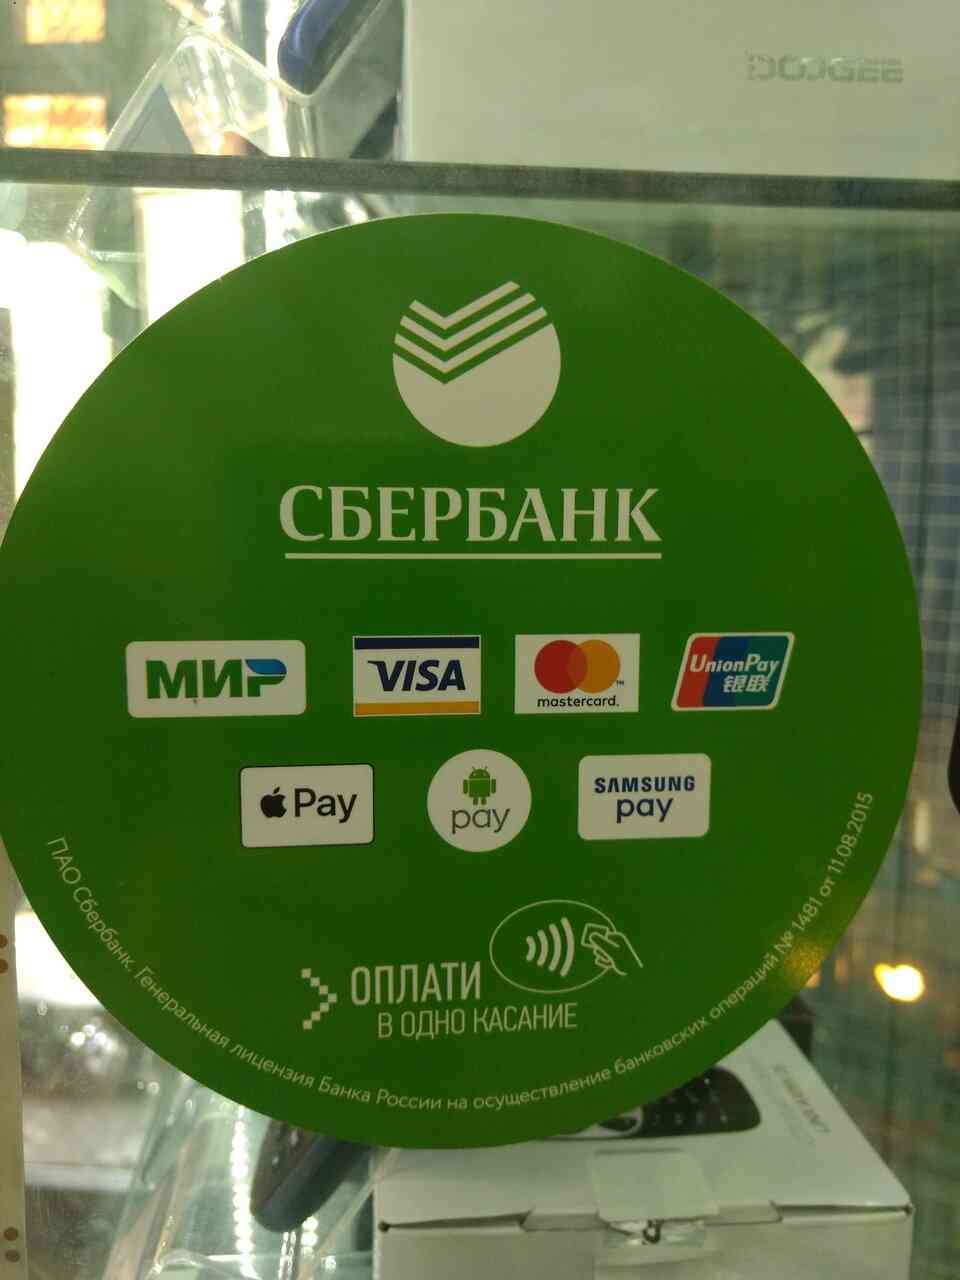 DOOGEE
СБЕРБАНК
МИР
VISA
mastercard.
UnionPay
银联
Pay
pay
SAMSUNG
pay
ОПЛАТИ
В ОДНО КАСАНИЕ
ПАО Сбербанк. Генеральная лицензия Банка России на осуществление банковских операций № 1481 от 11.08.2015